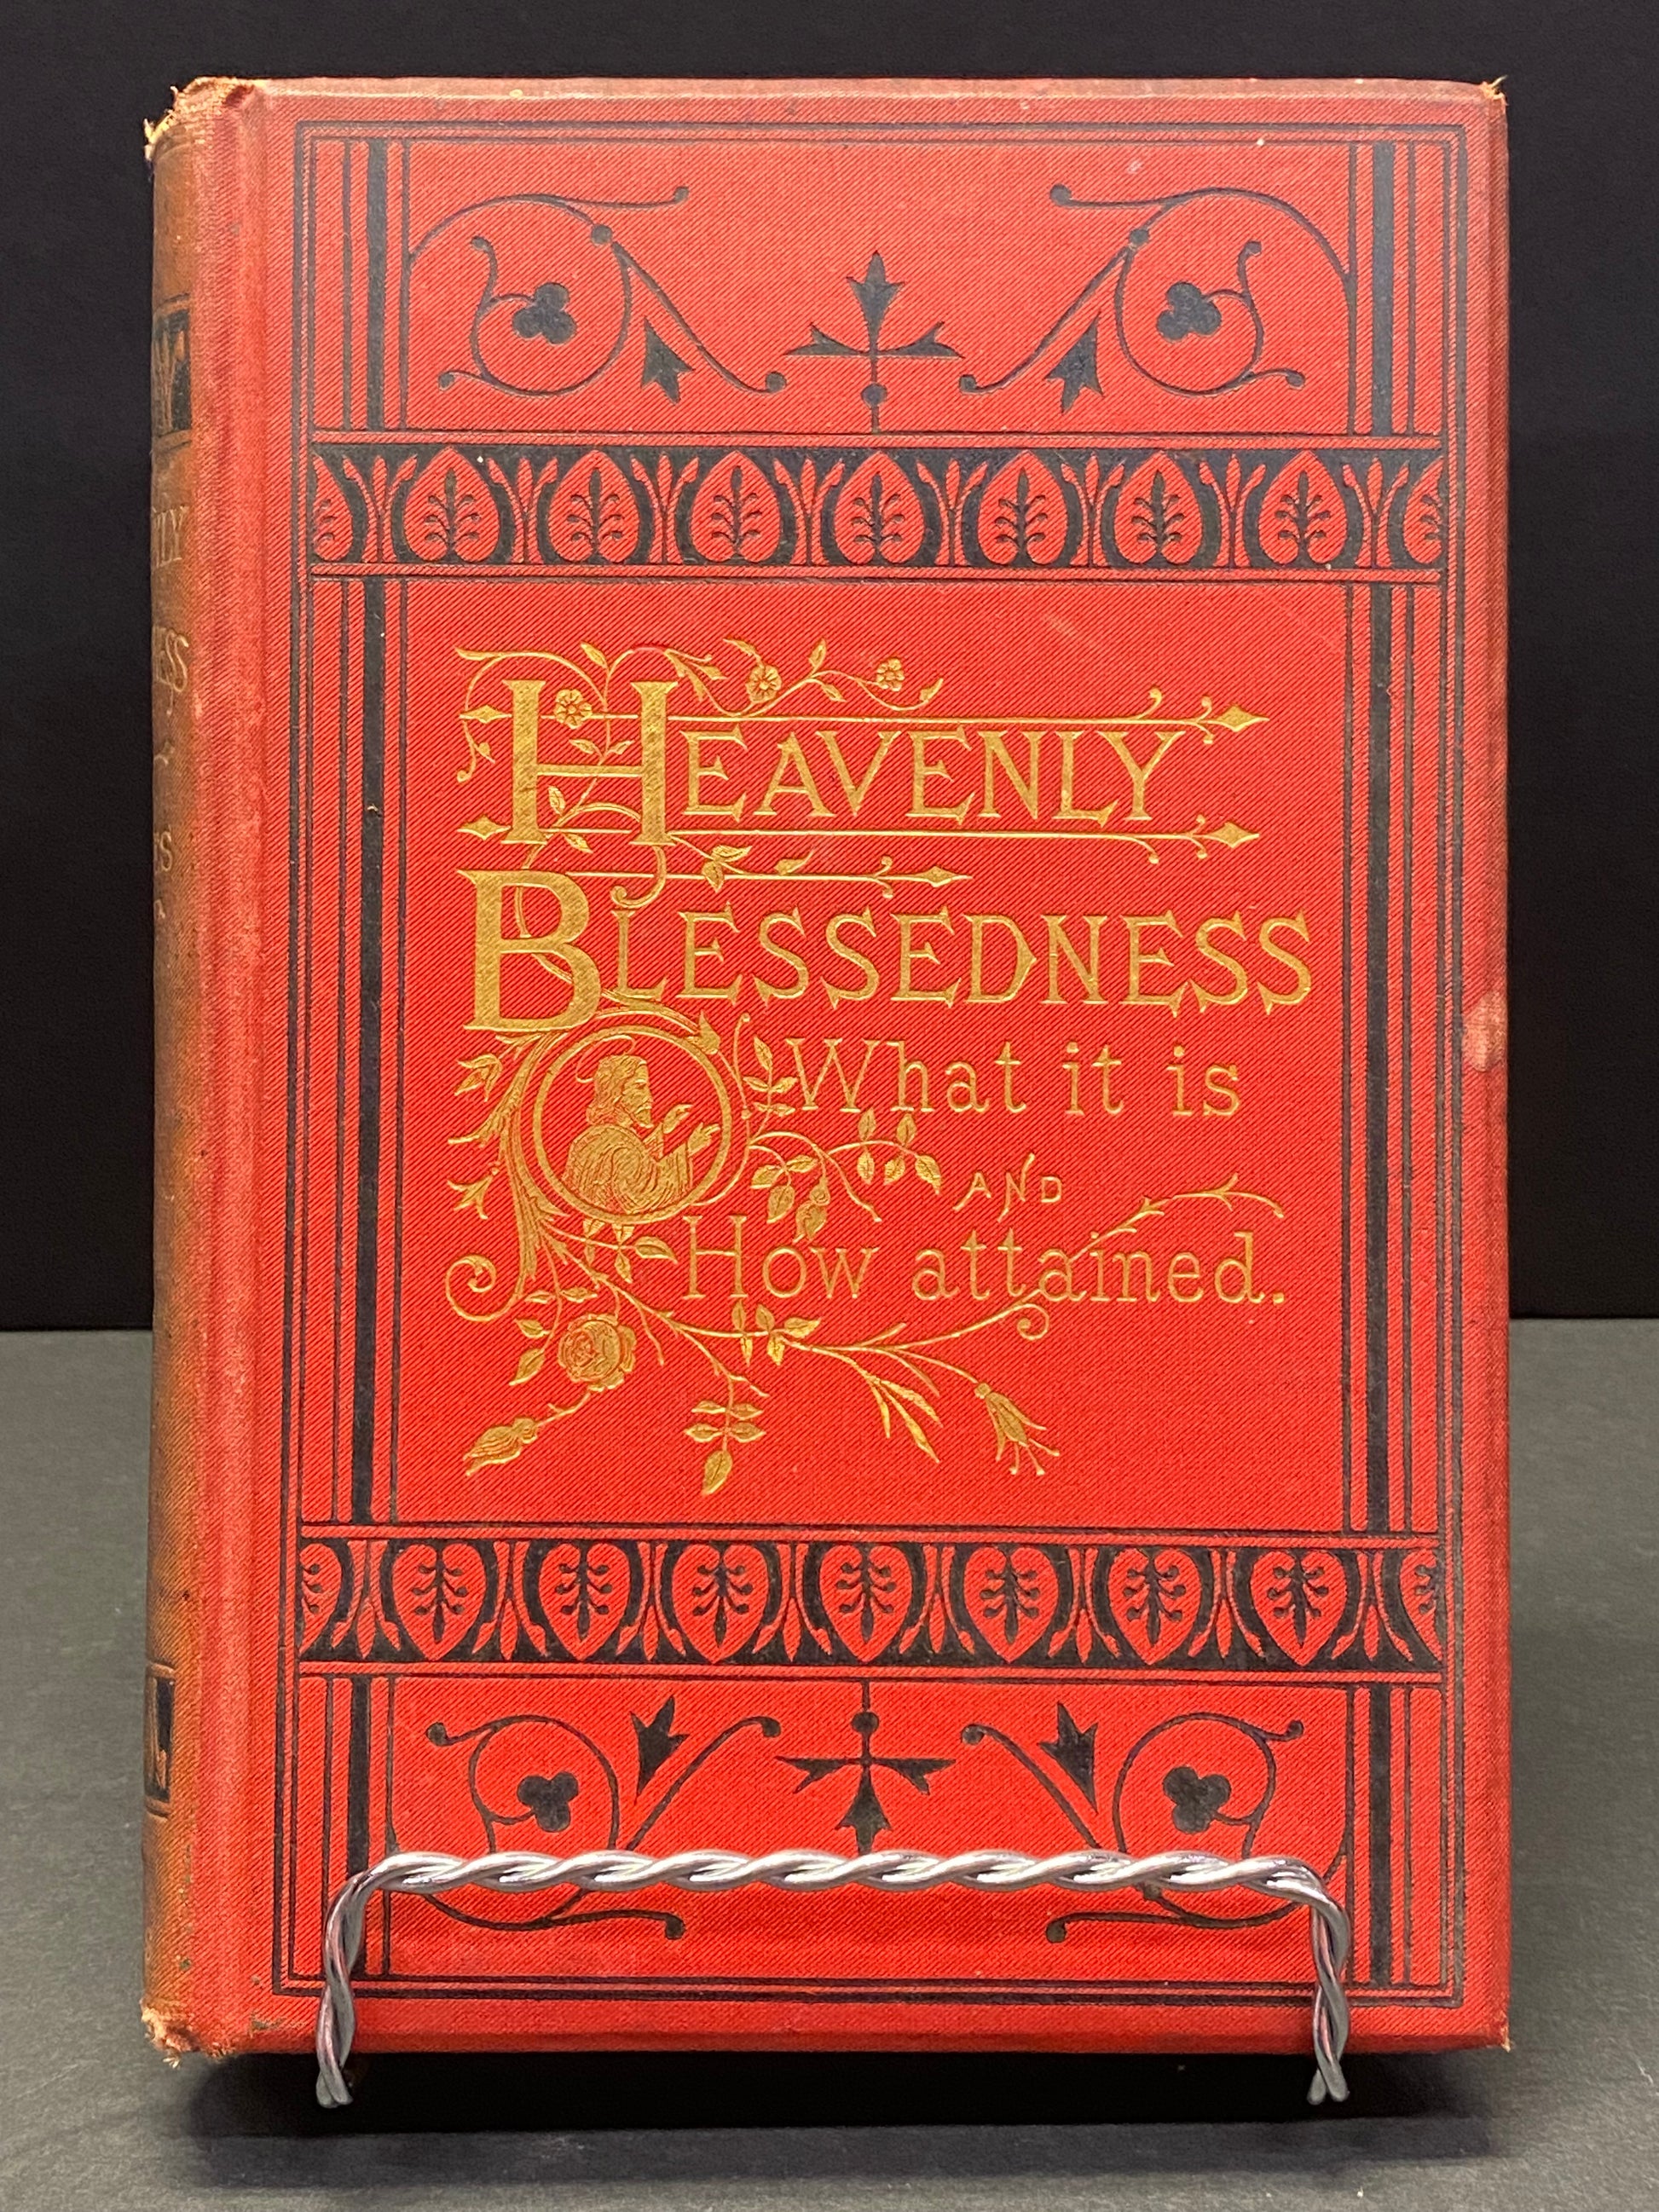 HEAVENLY
BLESSEDNESS
What it is
AND
How attained.